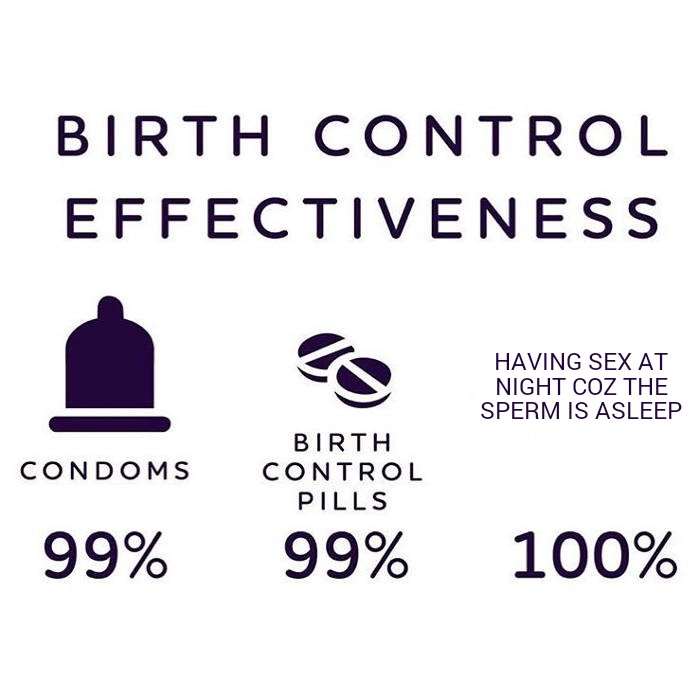 BIRTH CONTROL
EFFECTIVENESS
CONDOMS
99%
BIRTH
CONTROL
PILLS
99%
HAVING SEX AT
NIGHT COZ THE
SPERM IS ASLEEP
100%